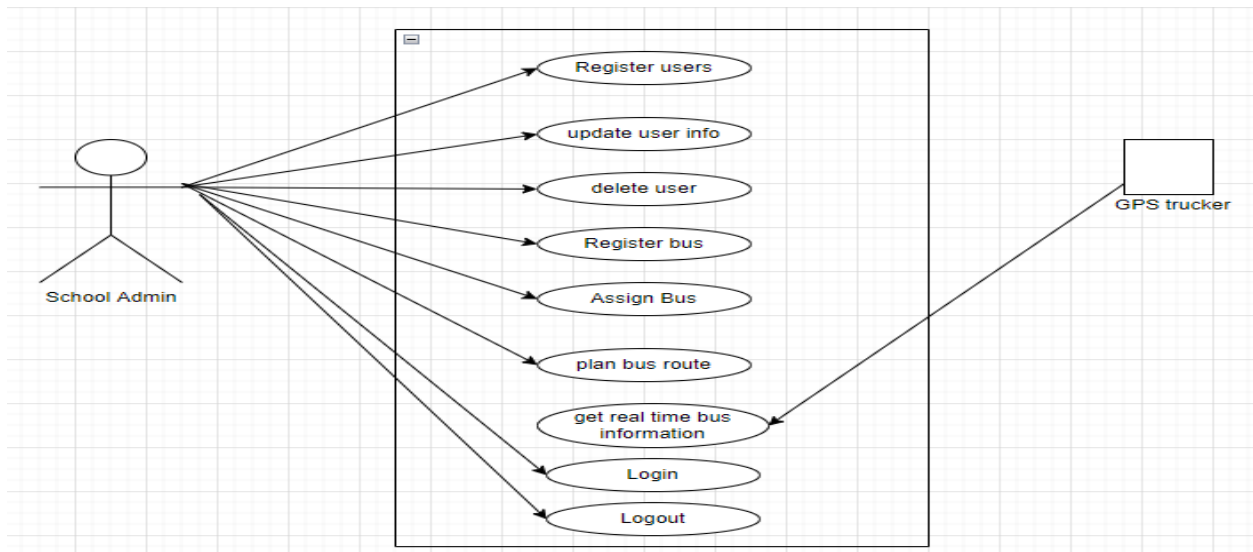 Register users
update user info
delete user
Register bus
Assign Bus
plan bus route
get real time bus
information
Login
Logout
School Admin
GPS trucker